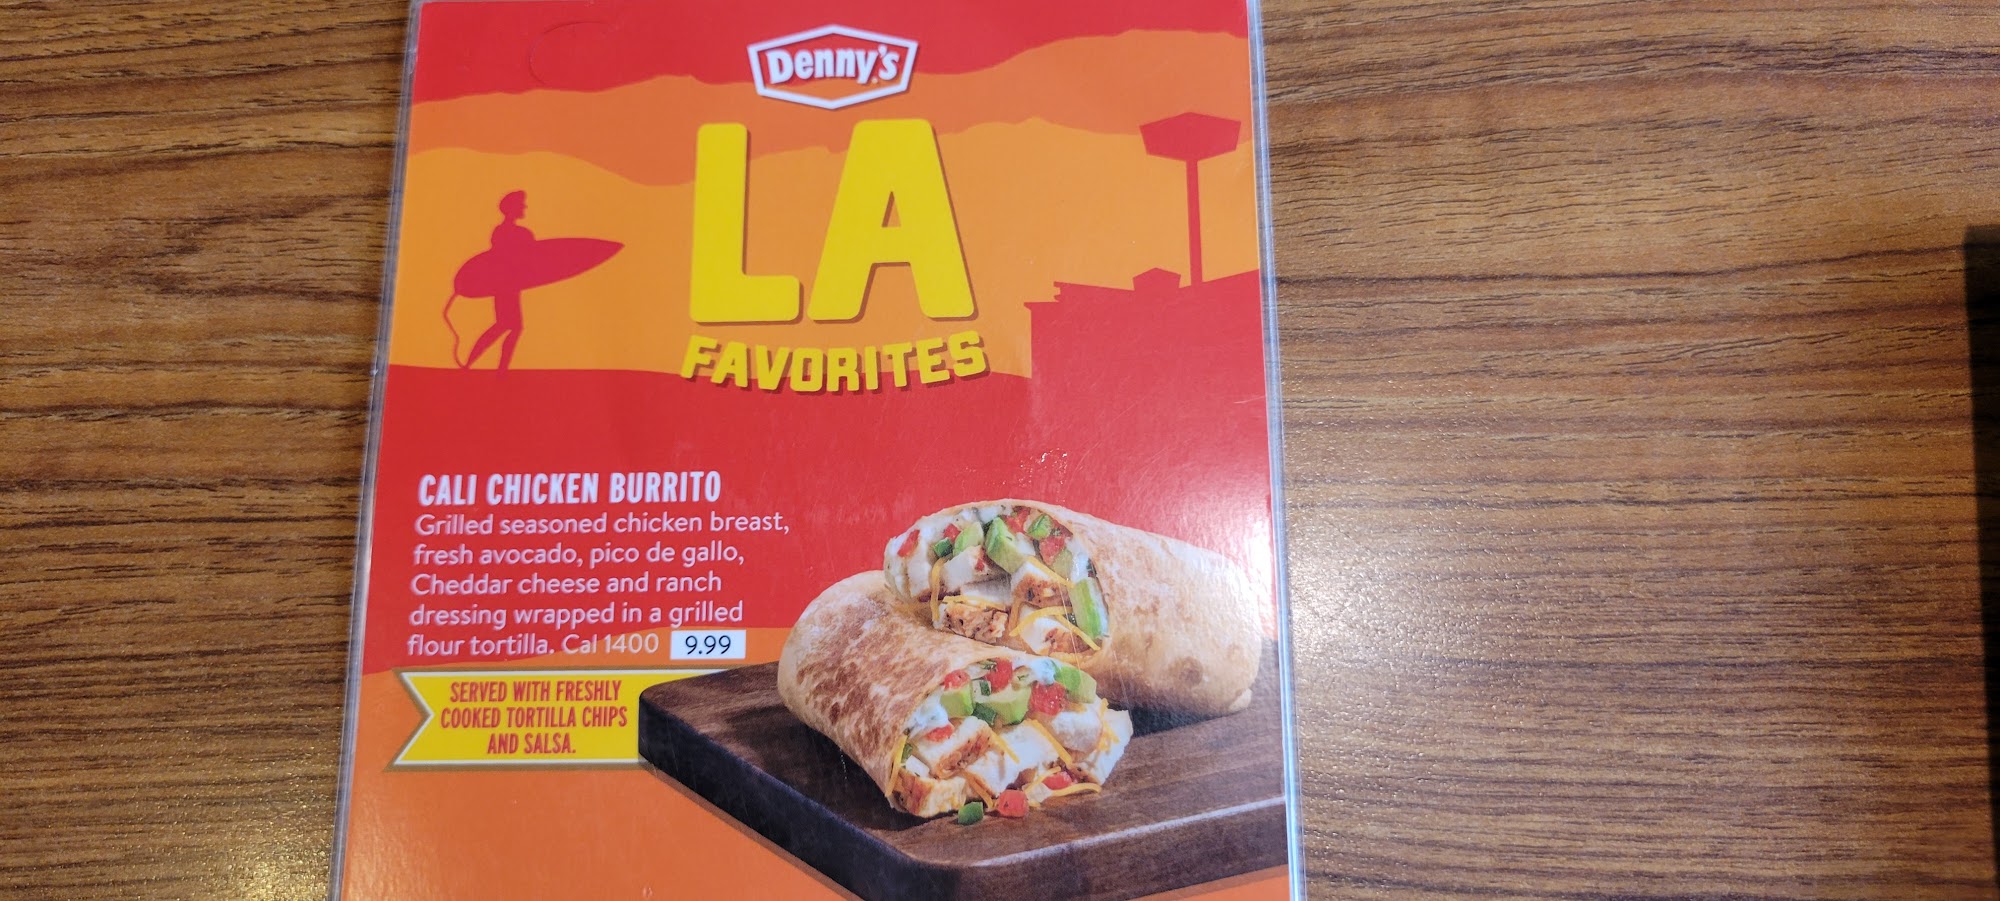 Denny's
LA
FAVORITES
CALI CHICKEN BURRITO
Grilled seasoned chicken breast,
fresh avocado, pico de gallo,
Cheddar cheese and ranch
dressing wrapped in a grilled
flour tortilla. Cal 1400 9.99
SERVED WITH FRESHLY
COOKED TORTILLA CHIPS
AND SALSA.